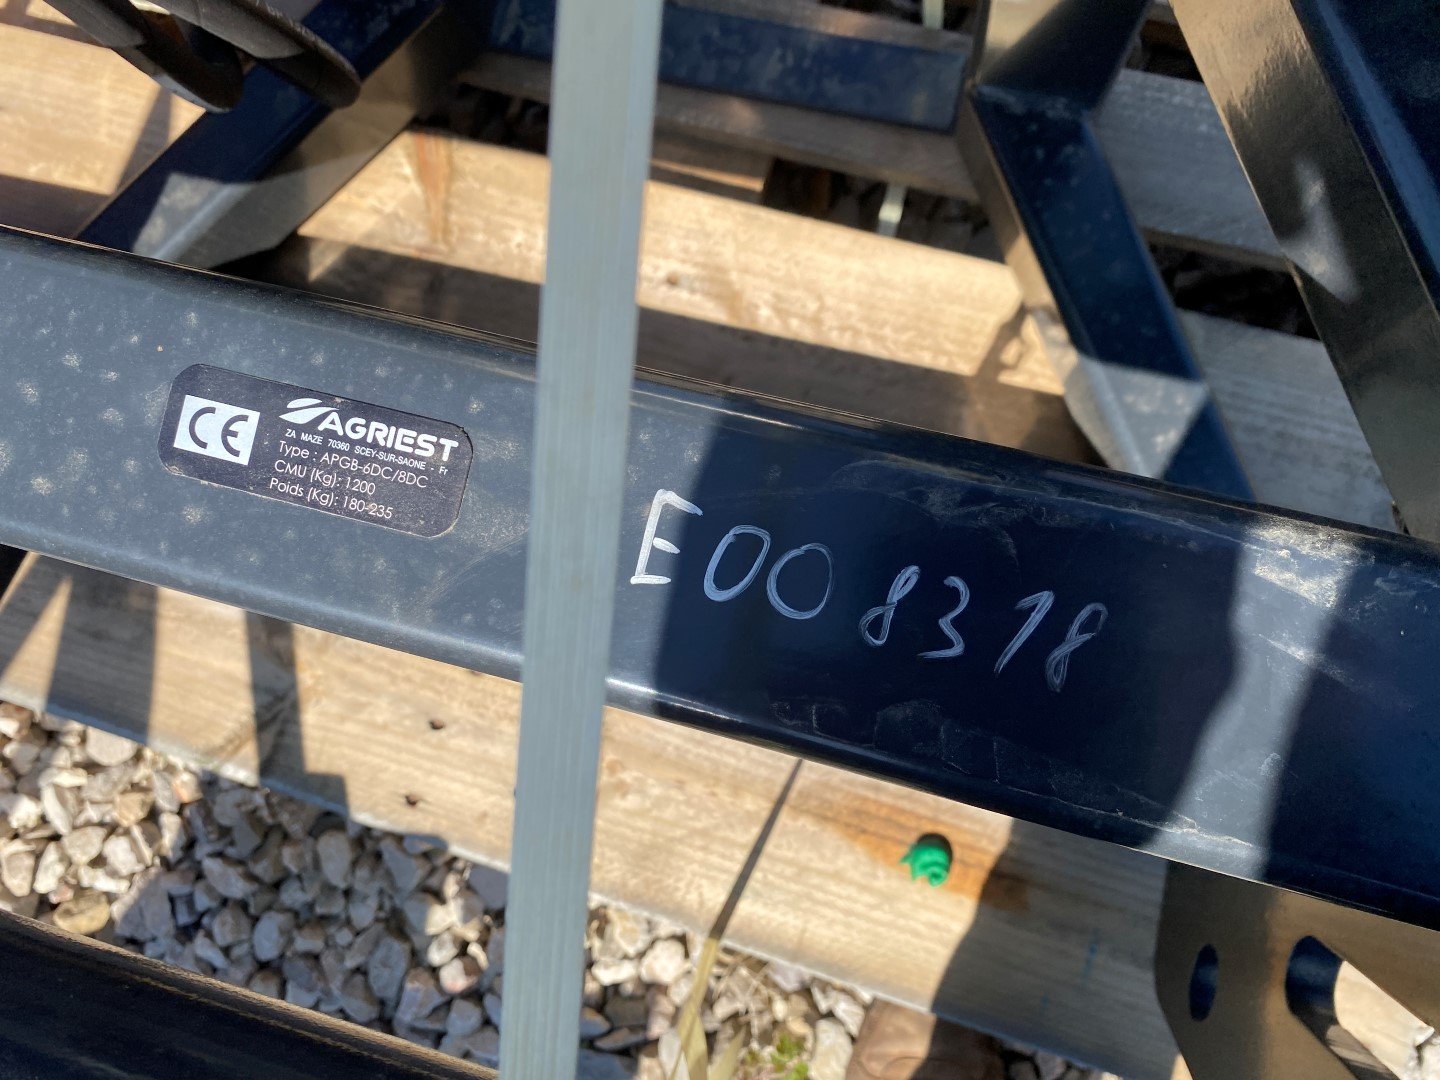 CE
AGRIEST
ZA MAZE 70360 SCEY-SUR-SAONE - Fr
Type : APGB-6DC/8DC
CMU (Kg): 1200
Poids (Kg): 180-235
E008318